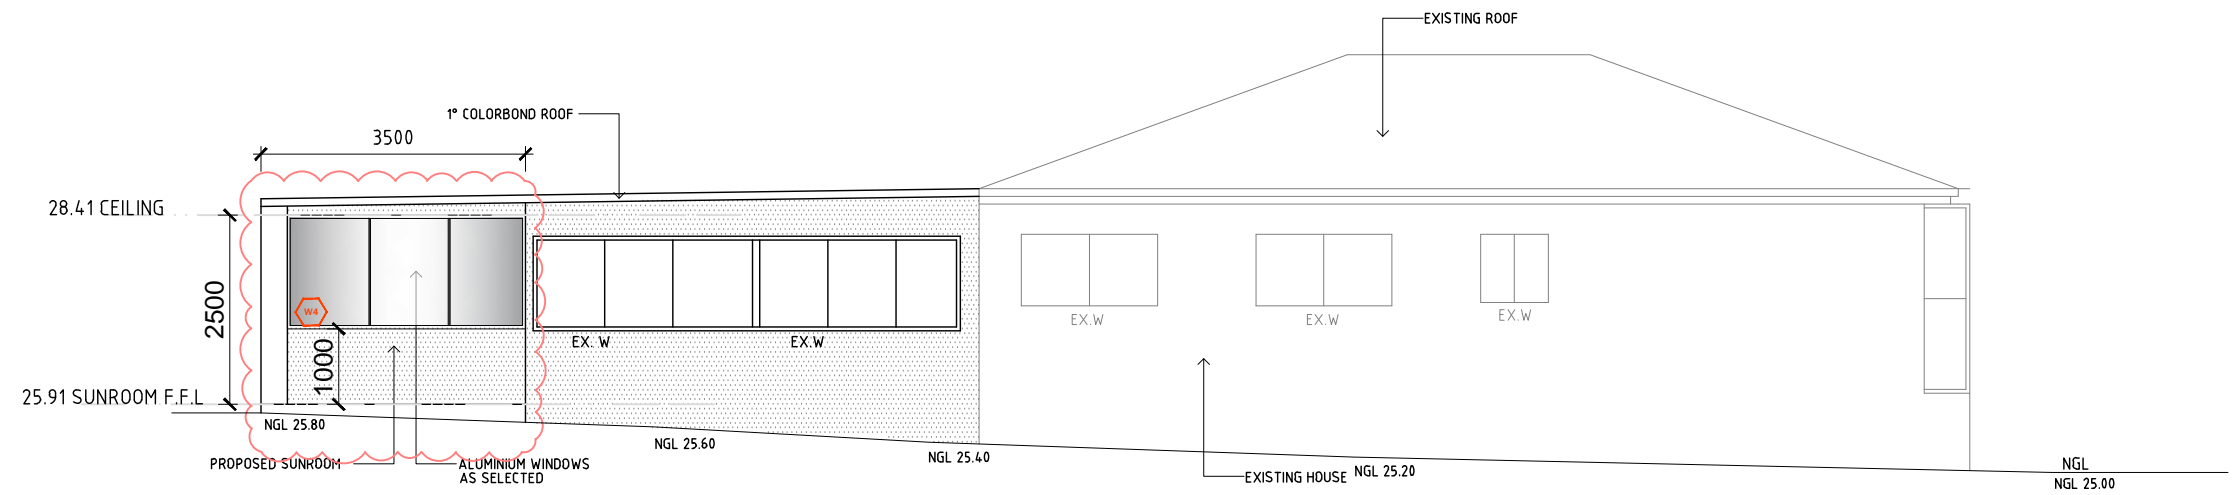 EXISTING ROOF
1° COLORBOND ROOF
3500
28.41 CEILING
2500
W4
EX.W
EX.W
EX.W
EX. W
EX.W
1000
25.91 SUNROOM F.F.L
NGL 25.80
NGL 25.60
NGL 25.40
PROPOSED SUNROOM
ALUMINIUM WINDOWS
AS SELECTED
EXISTING HOUSE
NGL 25.20
NGL
NGL 25.00